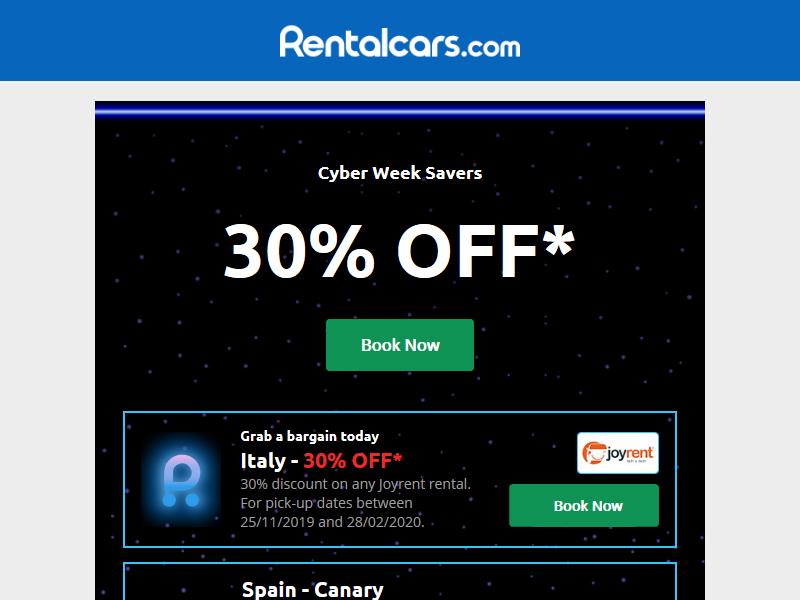 Rentalcars.com
Cyber Week Savers
30% OFF*
Book Now
Grab a bargain today
Italy - 30% OFF*
30% discount on any Joyrent rental.
For pick-up dates between
25/11/2019 and 28/02/2020.
joyrent
Book Now
Spain - Canary